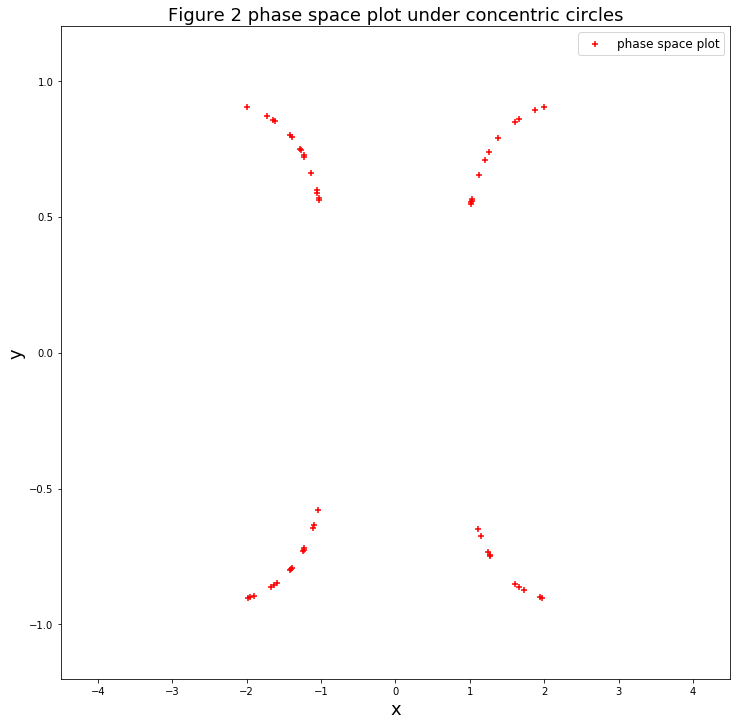 Figure 2 phase space plot under concentric circles
phase space plot
1.0
0.5
0.0
−0.5
−1.0
y
−4 −3 −2 −1 0 1 2 3 4
x